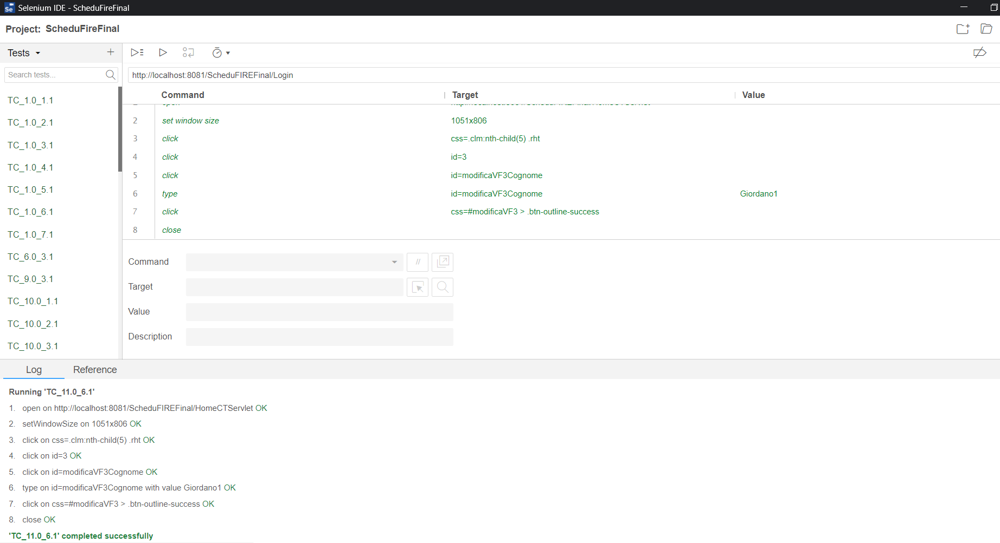 Selenium IDE - ScheduFireFinal
Project: ScheduFireFinal
Tests
Search tests...
TC_1.0_1.1
TC_1.0_2.1
TC_1.0_3.1
TC_1.0_4.1
TC_1.0_5.1
TC_1.0_6.1
TC_1.0_7.1
TC_6.0_3.1
TC_9.0_3.1
TC_10.0_1.1
TC_10.0_2.1
TC_10.0_3.1
http://localhost:8081/ScheduFIREFinal/Login
Command Target Value
2 set window size 1051x806
3 click css=.clm:nth-child(5) .rht
4 click id=3
5 click id=modificaVF3Cognome
6 type id=modificaVF3Cognome Giordano1
7 click css=#modificaVF3 > .btn-outline-success
8 close
Command //
Target
Value
Description
Log Reference
Running 'TC_11.0_6.1'
1. open on http://localhost:8081/ScheduFIREFinal/HomeCTServlet OK
2. setWindowSize on 1051x806 OK
3. click on css=.clm:nth-child(5) .rht OK
4. click on id=3 OK
5. click on id=modificaVF3Cognome OK
6. type on id=modificaVF3Cognome with value Giordano1 OK
7. click on css=#modificaVF3 > .btn-outline-success OK
8. close OK
'TC_11.0_6.1' completed successfully